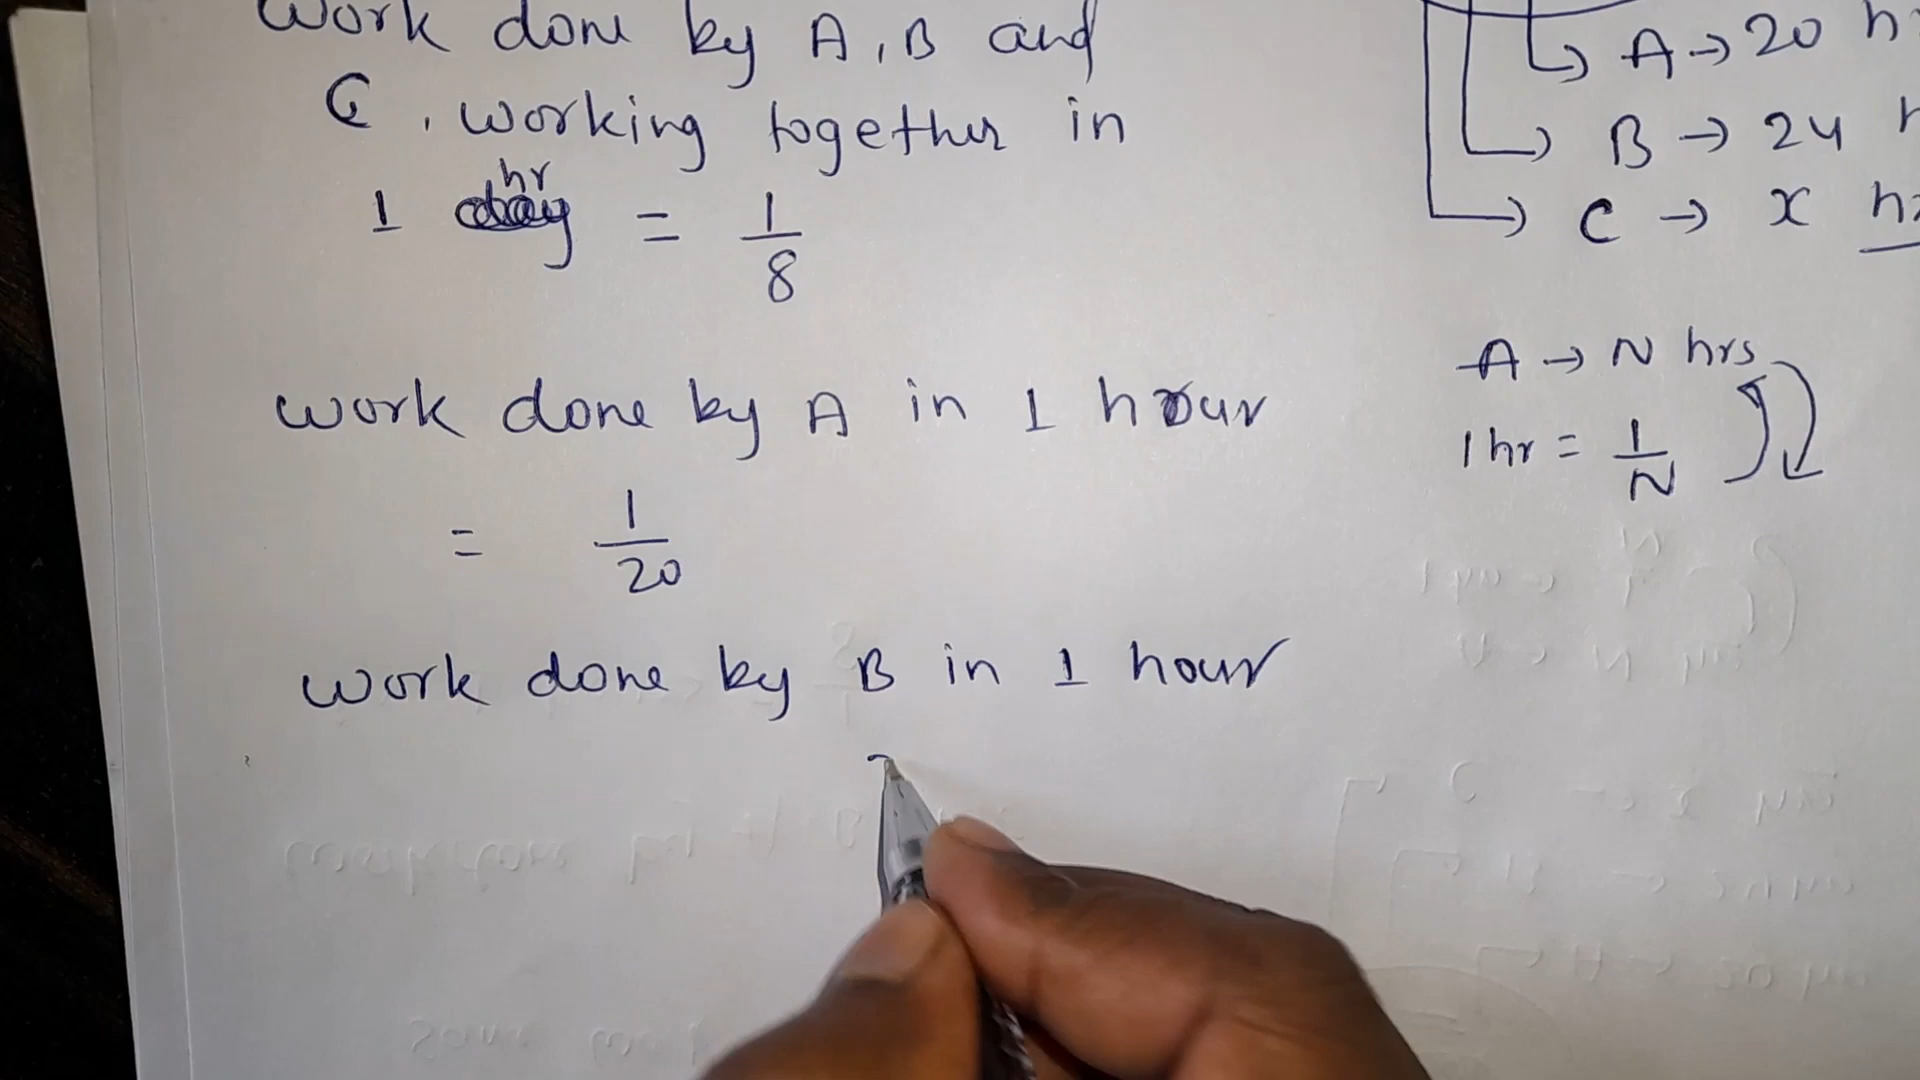 Work done by A, B and
C, working together in
hr
1 day = 1/8
work done by A in 1 hour
= 1/20
work done by B in 1 hour
A → 20 h
B → 24 h
C → x hr
A → N hrs
1 hr = 1/N